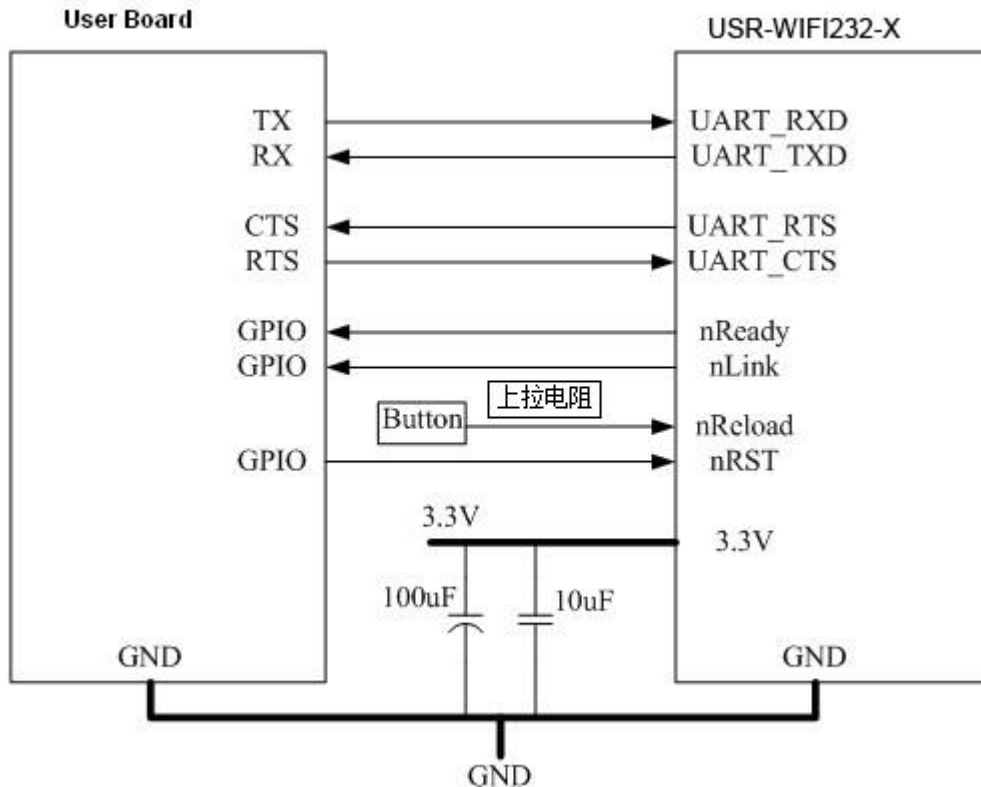 User Board
USR-WIFI232-X
TX
UART_RXD
RX
UART_TXD
CTS
UART_RTS
RTS
UART_CTS
GPIO
nReady
GPIO
nLink
上拉电阻
Button
nReload
GPIO
nRST
3.3V
3.3V
100uF
10uF
GND
GND
GND